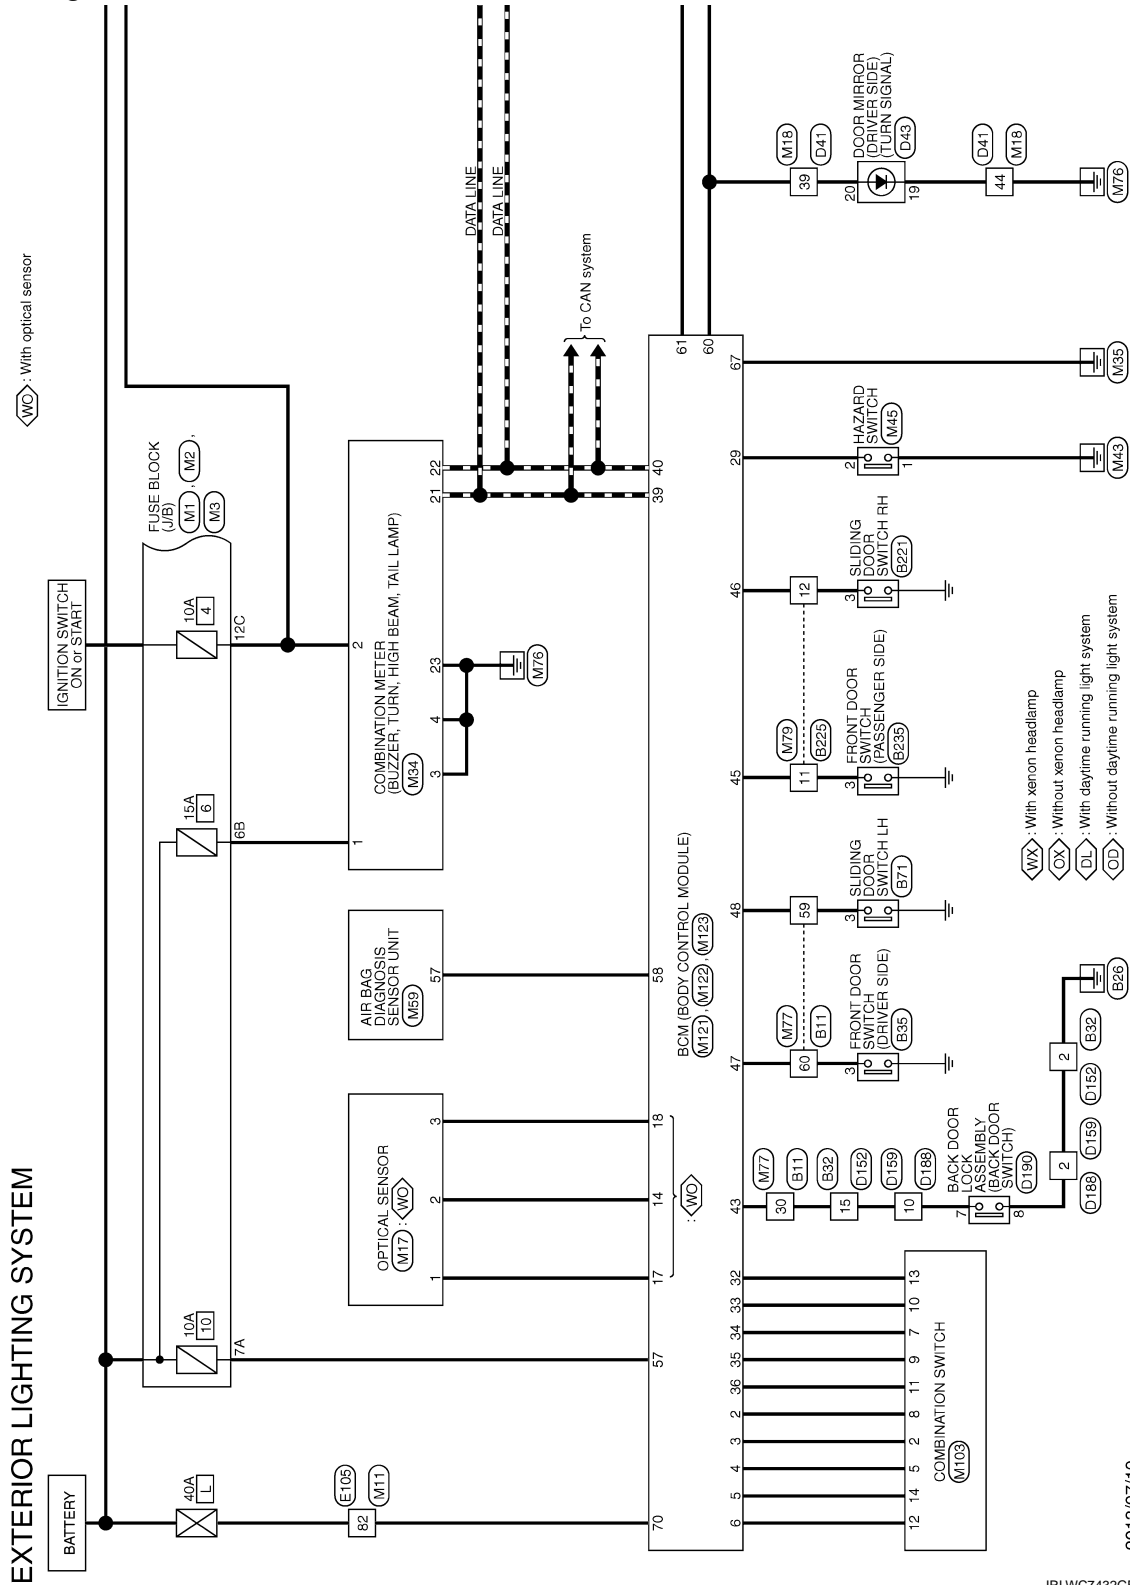 EXTERIOR LIGHTING SYSTEM
WO : With optical sensor
BATTERY
IGNITION SWITCH
ON or START
FUSE BLOCK
(J/B)
M1 , M2 ,
M3
40A
L
10A
10
15A
6
10A
4
7A
6B
12C
E105
M11
82
OPTICAL SENSOR
M17 : WO
1
2
3
AIR BAG
DIAGNOSIS
SENSOR UNIT
M59
57
COMBINATION METER
(BUZZER, TURN, HIGH BEAM, TAIL LAMP)
M34
1
2
3
4
23
21
22
M76
DATA LINE
DATA LINE
To CAN system
70
57
17
14
18
: WO
58
39
40
61
60
BCM (BODY CONTROL MODULE)
M121 , M122 , M123
6
5
4
3
2
36
35
34
33
32
43
47
48
45
46
29
67
12
14
5
2
8
11
9
7
10
13
COMBINATION SWITCH
M103
30
M77
B11
15
B32
D152
10
D159
D188
7
8
BACK DOOR
LOCK
ASSEMBLY
(BACK DOOR
SWITCH)
D190
2
D188
D159
2
D152
B32
B26
60
M77
B11
3
FRONT DOOR
SWITCH
(DRIVER SIDE)
B35
59
3
SLIDING
DOOR
SWITCH LH
B71
11
M79
B225
3
FRONT DOOR
SWITCH
(PASSENGER SIDE)
B235
12
3
SLIDING
DOOR
SWITCH RH
B221
2
1
HAZARD
SWITCH
M45
M43
M35
39
M18
D41
20
19
DOOR MIRROR
(DRIVER SIDE)
(TURN SIGNAL)
D43
44
D41
M18
M76
WX : With xenon headlamp
OX : Without xenon headlamp
DL : With daytime running light system
OD : Without daytime running light system